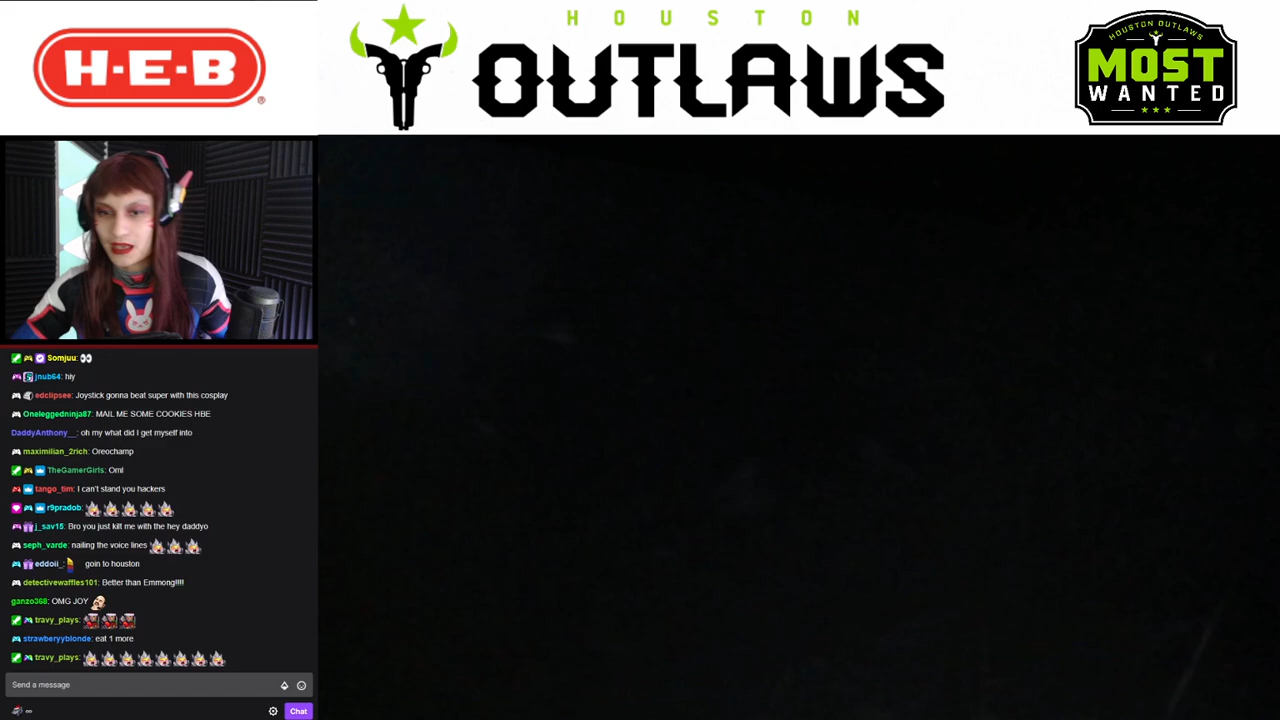 H-E-B
HOUSTON
OUTLAWS
HOUSTON OUTLAWS
MOST
WANTED
Somjuu:
jnub64: hiy
edclipsee: Joystick gonna beat super with this cosplay
Oneleggedninja87: MAIL ME SOME COOKIES HBE
DaddyAnthony__: oh my what did I get myself into
maximilian_2rich: Oreochamp
TheGamerGirls: Oml
tango_tim: I can't stand you hackers
r9pradob:
j_sav15: Bro you just kilt me with the hey daddyo
seph_varde: nailing the voice lines
eddoii_: goin to houston
detectivewaffles101: Better than Emmong!!!!
ganzo368: OMG JOY
travy_plays:
strawberyyblonde: eat 1 more
travy_plays:
Send a message
∞
Chat